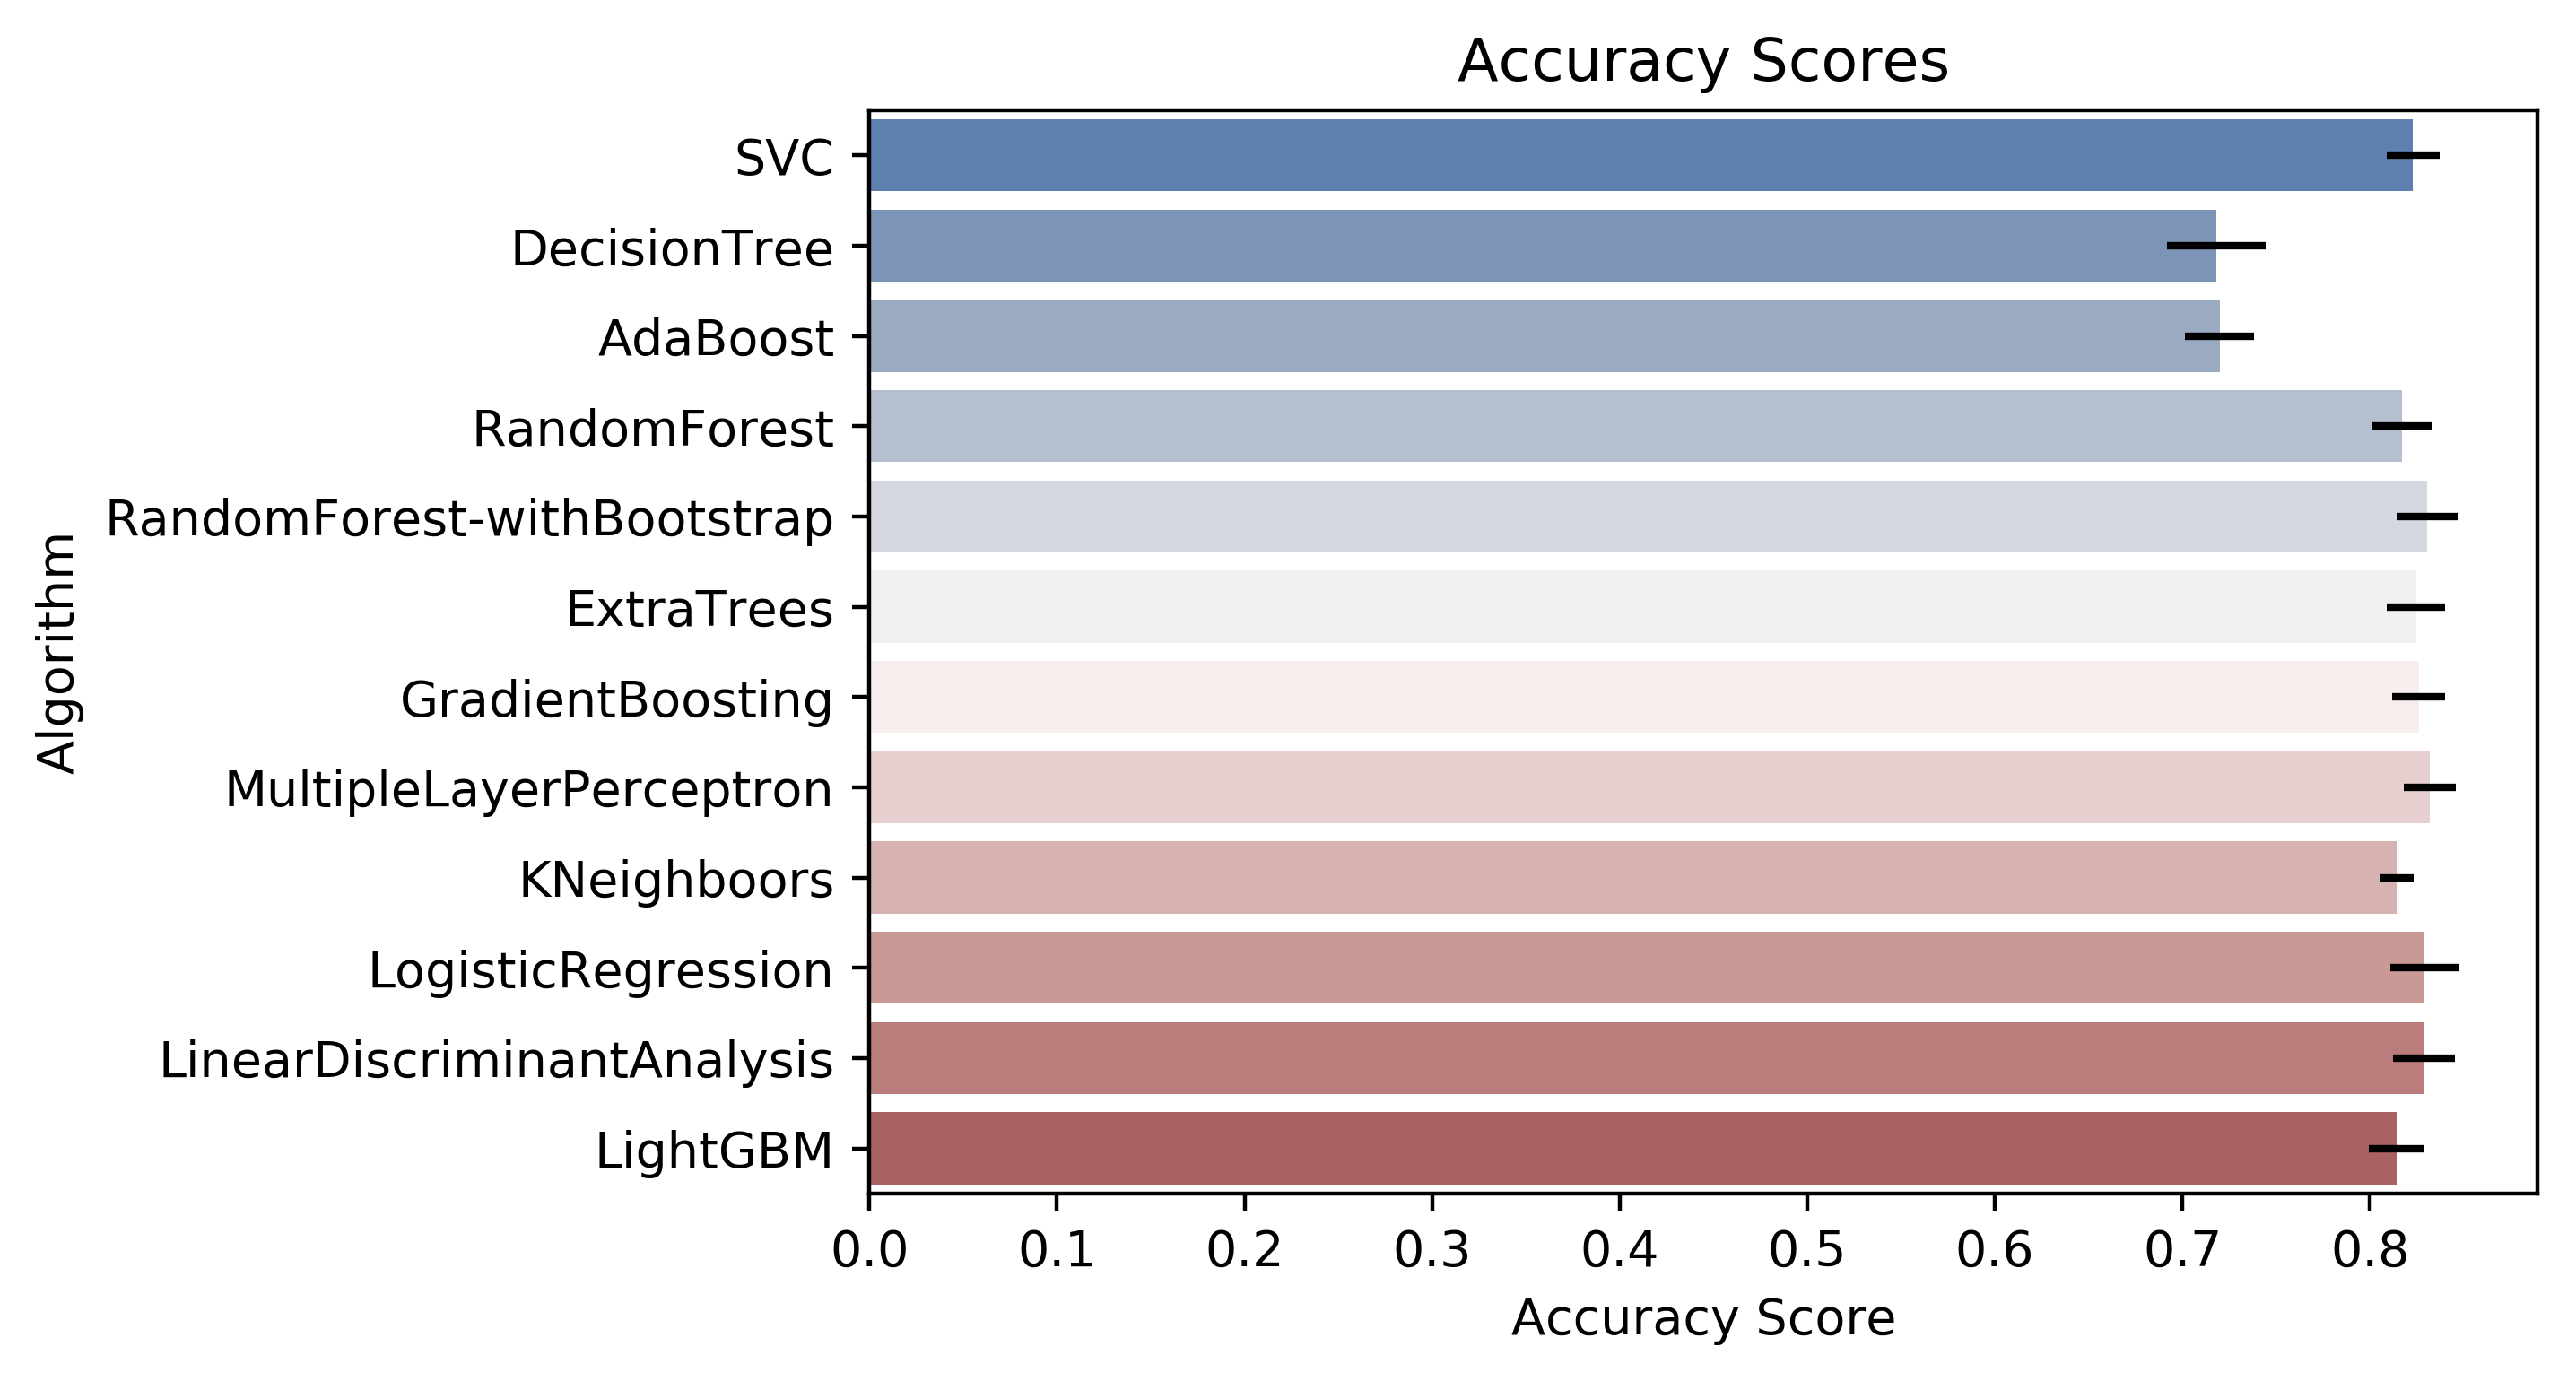 Accuracy Scores
SVC
DecisionTree
AdaBoost
RandomForest
RandomForest-withBootstrap
ExtraTrees
GradientBoosting
MultipleLayerPerceptron
KNeighboors
LogisticRegression
LinearDiscriminantAnalysis
LightGBM
Algorithm
0.0 0.1 0.2 0.3 0.4 0.5 0.6 0.7 0.8
Accuracy Score